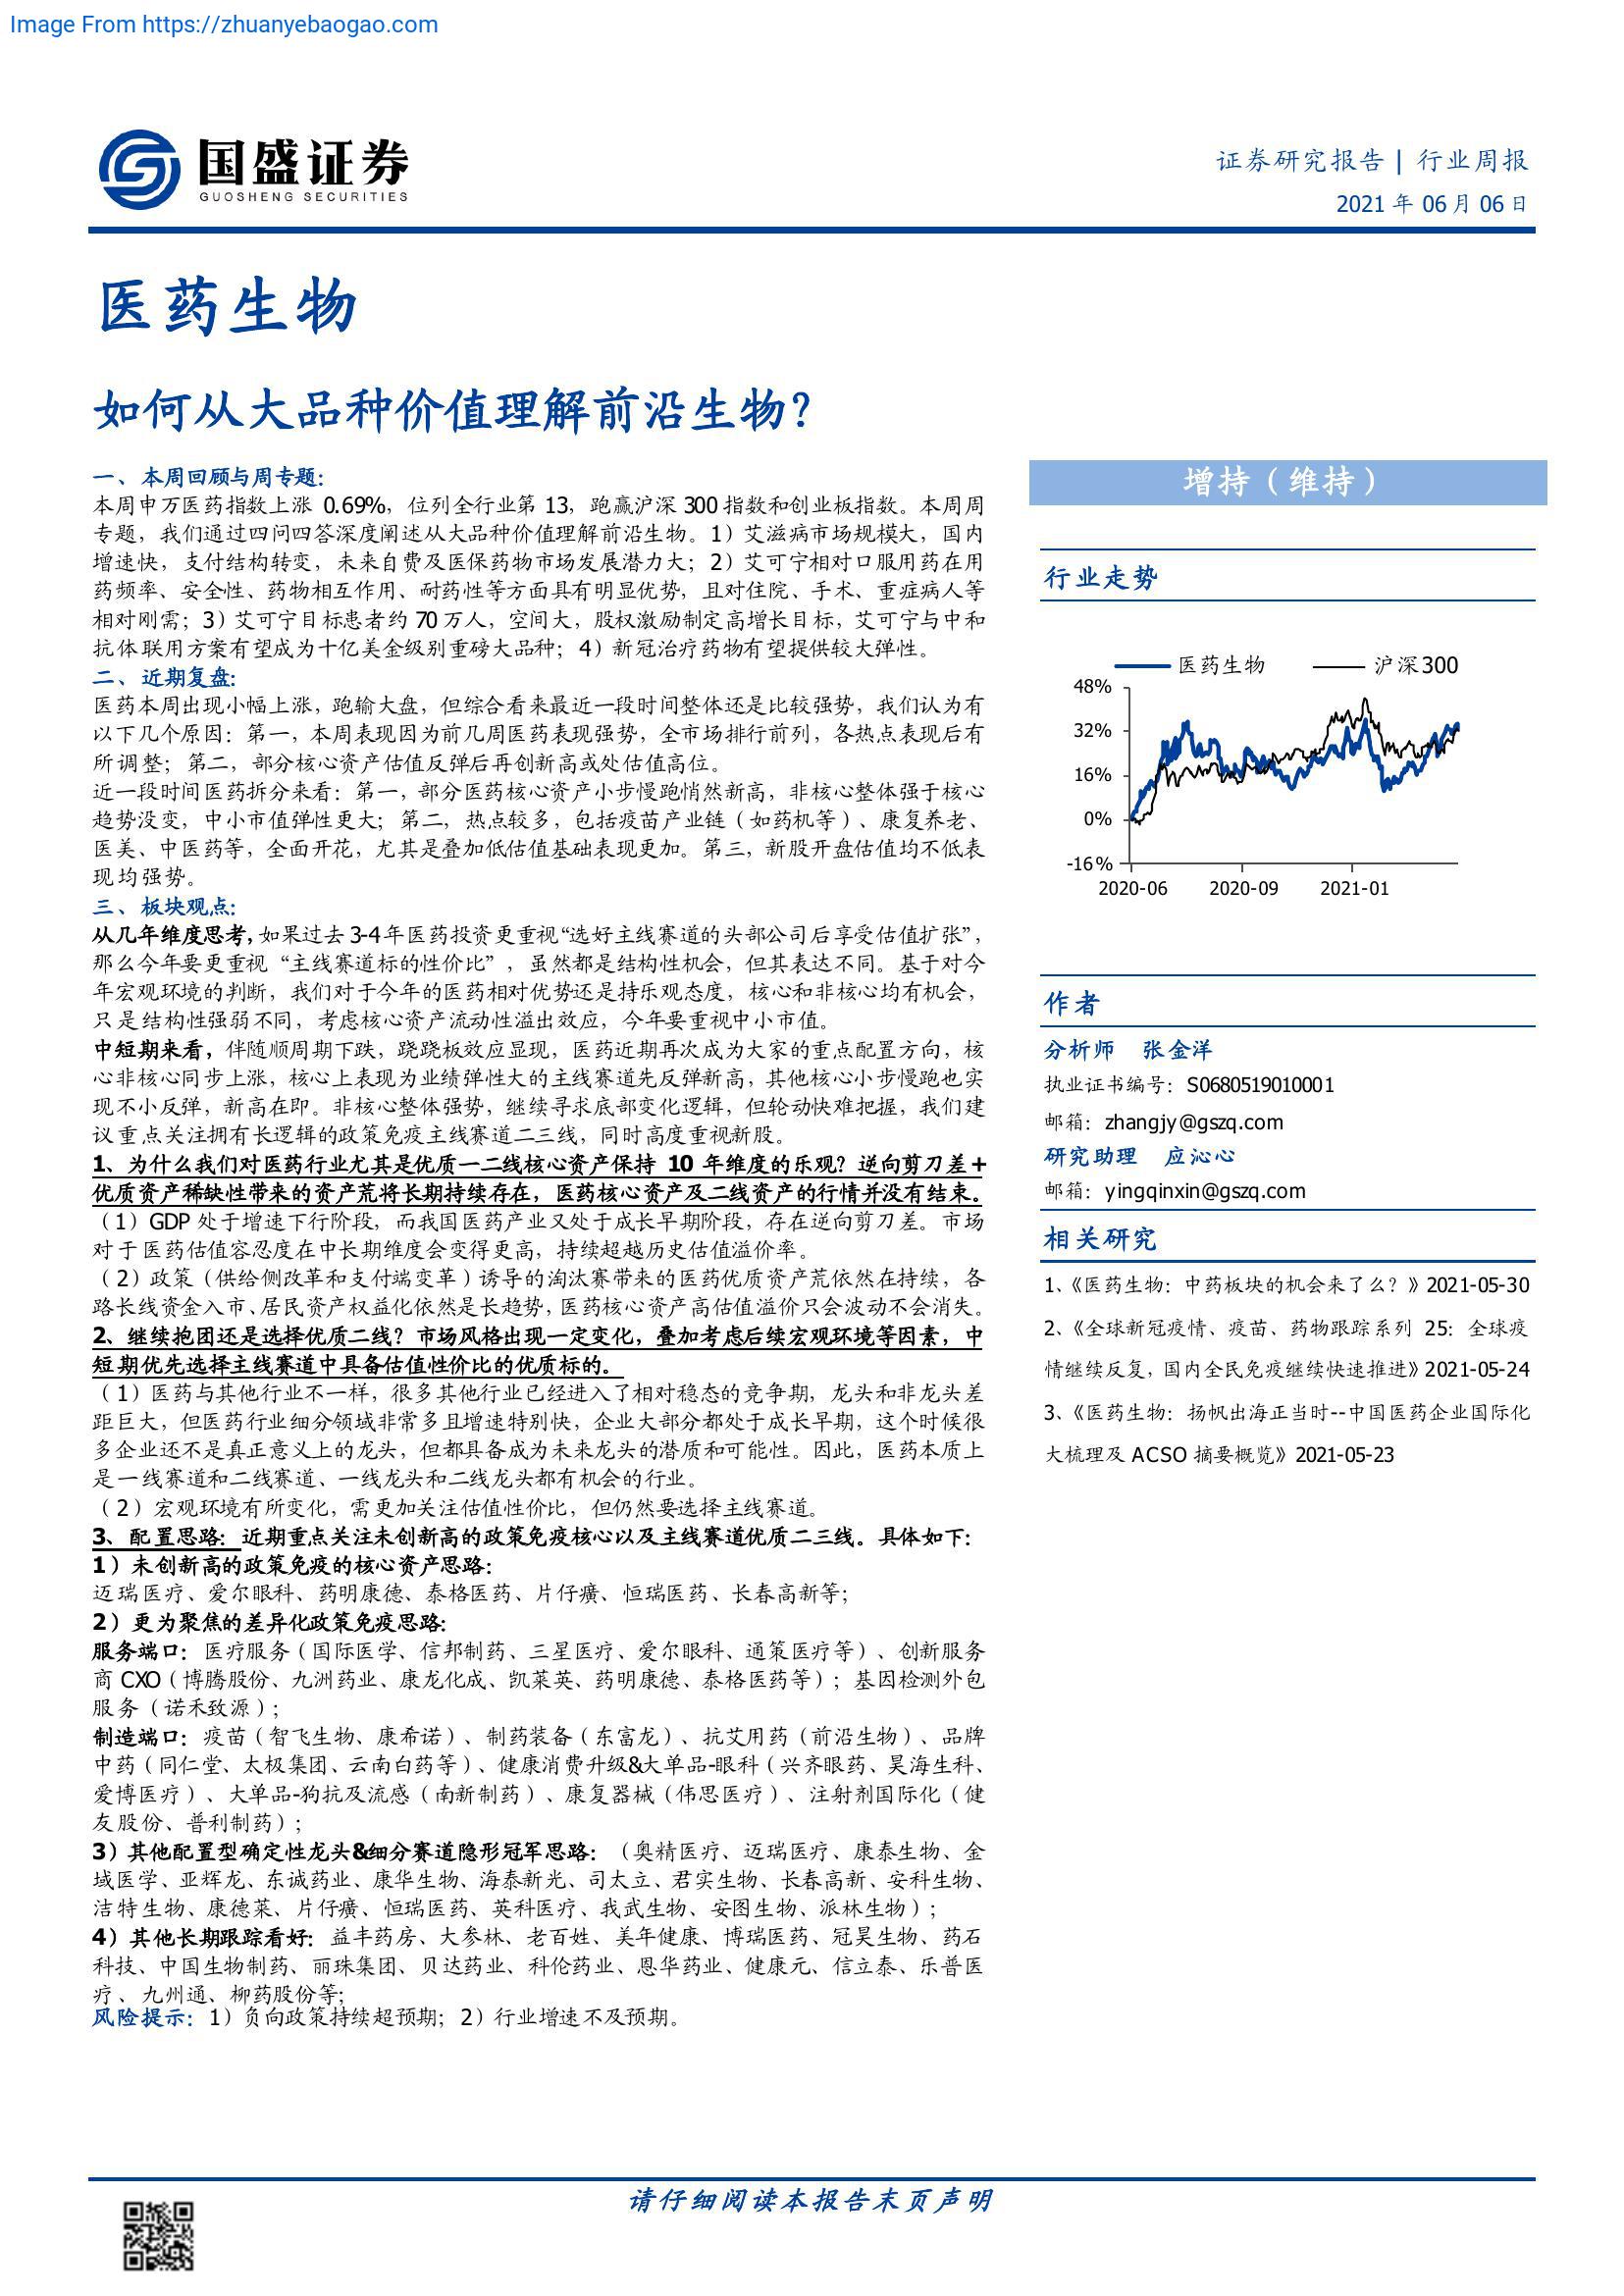 Image From https://zhuanyebaogao.com
国盛证券
GUOSHENG SECURITIES
证券研究报告 | 行业周报
2021 年 06 月 06 日
医药生物
如何从大品种价值理解前沿生物？
一、本周回顾与周专题：
本周申万医药指数上涨 0.69%，位列全行业第 13，跑赢沪深 300 指数和创业板指数。本周周
专题，我们通过四问四答深度阐述从大品种价值理解前沿生物。1）艾滋病市场规模大，国内
增速快，支付结构转变，未来自费及医保药物市场发展潜力大；2）艾可宁相对口服用药在用
药频率、安全性、药物相互作用、耐药性等方面具有明显优势，且对住院、手术、重症病人等
相对刚需；3）艾可宁目标患者约 70 万人，空间大，股权激励制定高增长目标，艾可宁与中和
抗体联用方案有望成为十亿美金级别重磅大品种；4）新冠治疗药物有望提供较大弹性。
二、近期复盘：
医药本周出现小幅上涨，跑输大盘，但综合看来最近一段时间整体还是比较强势，我们认为有
以下几个原因：第一，本周表现因为前几周医药表现强势，全市场排行前列，各热点表现后有
所调整；第二，部分核心资产估值反弹后再创新高或处估值高位。
近一段时间医药拆分来看：第一，部分医药核心资产小步慢跑悄然新高，非核心整体强于核心
趋势没变，中小市值弹性更大；第二，热点较多，包括疫苗产业链（如药机等）、康复养老、
医美、中医药等，全面开花，尤其是叠加低估值基础表现更加。第三，新股开盘估值均不低表
现均强势。
三、板块观点：
从几年维度思考，如果过去 3-4 年医药投资更重视“选好主线赛道的头部公司后享受估值扩张”，
那么今年要更重视“主线赛道标的性价比”，虽然都是结构性机会，但其表达不同。基于对今
年宏观环境的判断，我们对于今年的医药相对优势还是持乐观态度，核心和非核心均有机会，
只是结构性强弱不同，考虑核心资产流动性溢出效应，今年要重视中小市值。
中短期来看，伴随顺周期下跌，跷跷板效应显现，医药近期再次成为大家的重点配置方向，核
心非核心同步上涨，核心上表现为业绩弹性大的主线赛道先反弹新高，其他核心小步慢跑也实
现不小反弹，新高在即。非核心整体强势，继续寻求底部变化逻辑，但轮动快难把握，我们建
议重点关注拥有长逻辑的政策免疫主线赛道二三线，同时高度重视新股。
1、为什么我们对医药行业尤其是优质一二线核心资产保持 10 年维度的乐观？逆向剪刀差+
优质资产稀缺性带来的资产荒将长期持续存在，医药核心资产及二线资产的行情并没有结束。
（1）GDP 处于增速下行阶段，而我国医药产业又处于成长早期阶段，存在逆向剪刀差。市场
对于医药估值容忍度在中长期维度会变得更高，持续超越历史估值溢价率。
（2）政策（供给侧改革和支付端变革）诱导的淘汰赛带来的医药优质资产荒依然在持续，各
路长线资金入市、居民资产权益化依然是长趋势，医药核心资产高估值溢价只会波动不会消失。
2、继续抱团还是选择优质二线？市场风格出现一定变化，叠加考虑后续宏观环境等因素，中
短期优先选择主线赛道中具备估值性价比的优质标的。
（1）医药与其他行业不一样，很多其他行业已经进入了相对稳态的竞争期，龙头和非龙头差
距巨大，但医药行业细分领域非常多且增速特别快，企业大部分都处于成长早期，这个时候很
多企业还不是真正意义上的龙头，但都具备成为未来龙头的潜质和可能性。因此，医药本质上
是一线赛道和二线赛道、一线龙头和二线龙头都有机会的行业。
（2）宏观环境有所变化，需更加关注估值性价比，但仍然要选择主线赛道。
3、配置思路：近期重点关注未创新高的政策免疫核心以及主线赛道优质二三线。具体如下：
1）未创新高的政策免疫的核心资产思路：
迈瑞医疗、爱尔眼科、药明康德、泰格医药、片仔癀、恒瑞医药、长春高新等；
2）更为聚焦的差异化政策免疫思路：
服务端口：医疗服务（国际医学、信邦制药、三星医疗、爱尔眼科、通策医疗等）、创新服务
商 CXO（博腾股份、九洲药业、康龙化成、凯莱英、药明康德、泰格医药等）；基因检测外包
服务（诺禾致源）；
制造端口：疫苗（智飞生物、康希诺）、制药装备（东富龙）、抗艾用药（前沿生物）、品牌
中药（同仁堂、太极集团、云南白药等）、健康消费升级&大单品-眼科（兴齐眼药、昊海生科、
爱博医疗）、大单品-狗抗及流感（南新制药）、康复器械（伟思医疗）、注射剂国际化（健
友股份、普利制药）；
3）其他配置型确定性龙头&细分赛道隐形冠军思路：（奥精医疗、迈瑞医疗、康泰生物、金
域医学、亚辉龙、东诚药业、康华生物、海泰新光、司太立、君实生物、长春高新、安科生物、
洁特生物、康德莱、片仔癀、恒瑞医药、英科医疗、我武生物、安图生物、派林生物）；
4）其他长期跟踪看好：益丰药房、大参林、老百姓、美年健康、博瑞医药、冠昊生物、药石
科技、中国生物制药、丽珠集团、贝达药业、科伦药业、恩华药业、健康元、信立泰、乐普医
疗、九州通、柳药股份等；
风险提示：1）负向政策持续超预期；2）行业增速不及预期。
增持（维持）
行业走势
医药生物
沪深300
48%
32%
16%
0%
-16%
2020-06
2020-09
2021-01
作者
分析师 张金洋
执业证书编号：S0680519010001
邮箱：zhangjy@gszq.com
研究助理 应沁心
邮箱：yingqinxin@gszq.com
相关研究
1、《医药生物：中药板块的机会来了么？》2021-05-30
2、《全球新冠疫情、疫苗、药物跟踪系列 25：全球疫
情继续反复，国内全民免疫继续快速推进》2021-05-24
3、《医药生物：扬帆出海正当时--中国医药企业国际化
大梳理及 ACSO 摘要概览》2021-05-23
请仔细阅读本报告末页声明